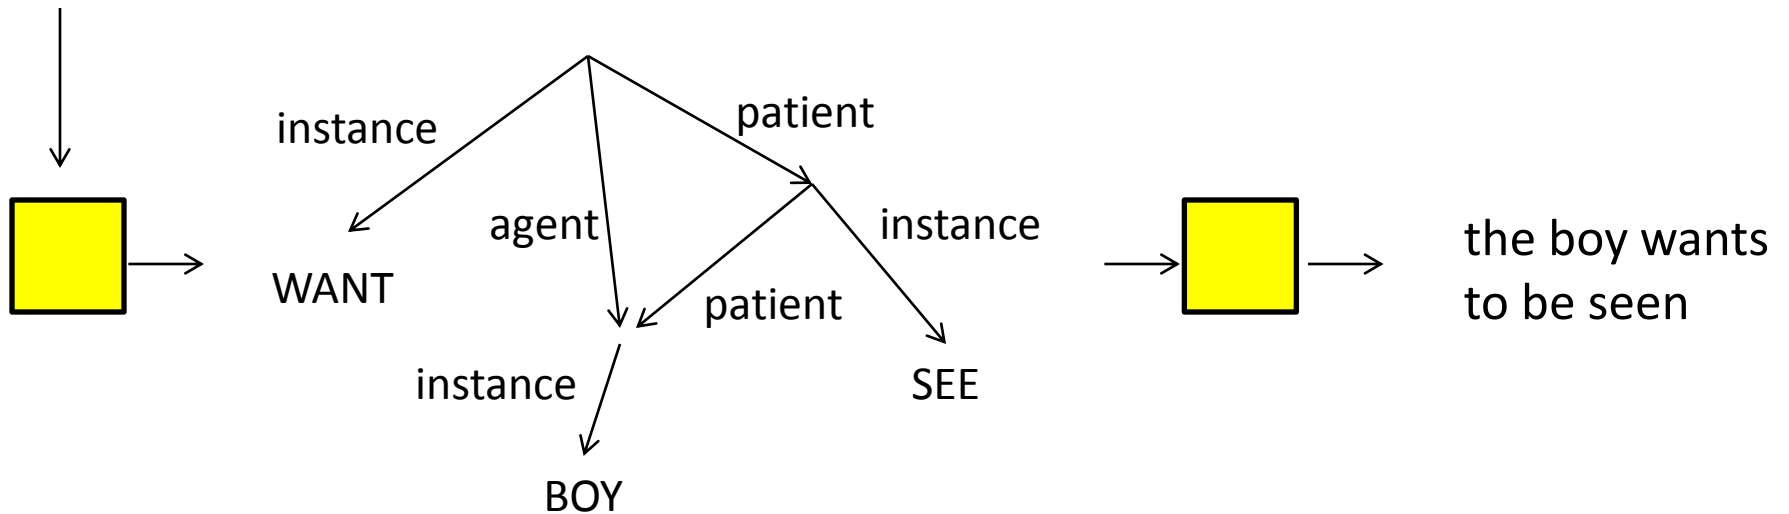 instance
patient
agent
instance
WANT
patient
instance
SEE
BOY
the boy wants
to be seen